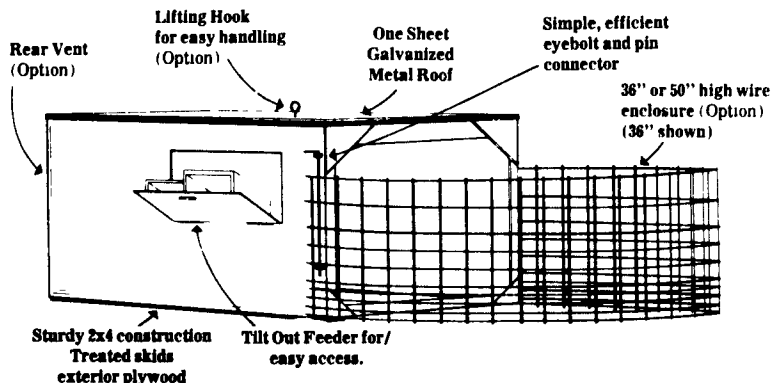 Rear Vent
(Option)
Lifting Hook
for easy handling
(Option)
One Sheet
Galvanized
Metal Roof
Simple, efficient
eyebolt and pin
connector
36" or 50" high wire
enclosure (Option)
(36" shown)
Sturdy 2x4 construction
Treated skids
exterior plywood
Tilt Out Feeder for/
easy access.